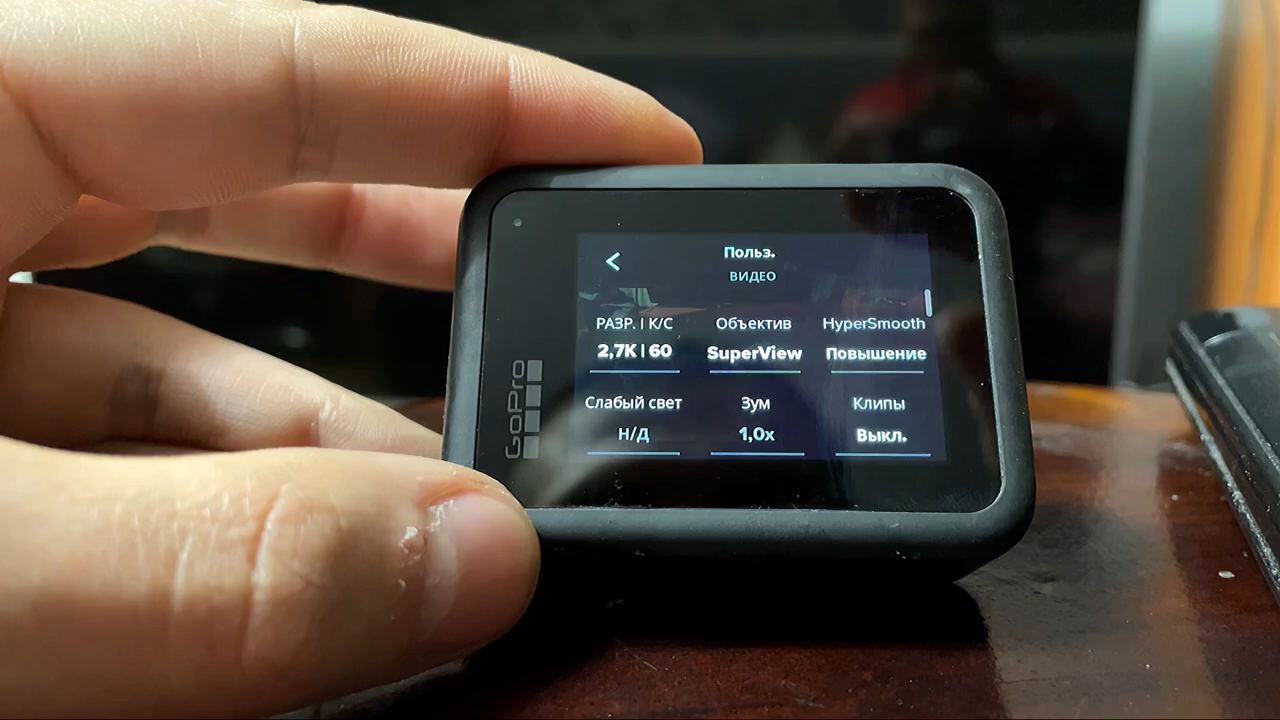 Польз.
ВИДЕО
РАЗР. | К/С Объектив HyperSmooth
2,7K | 60 SuperView Повышение
Слабый свет Зум Клипы
Н/Д 1,0x Выкл.
GoPro